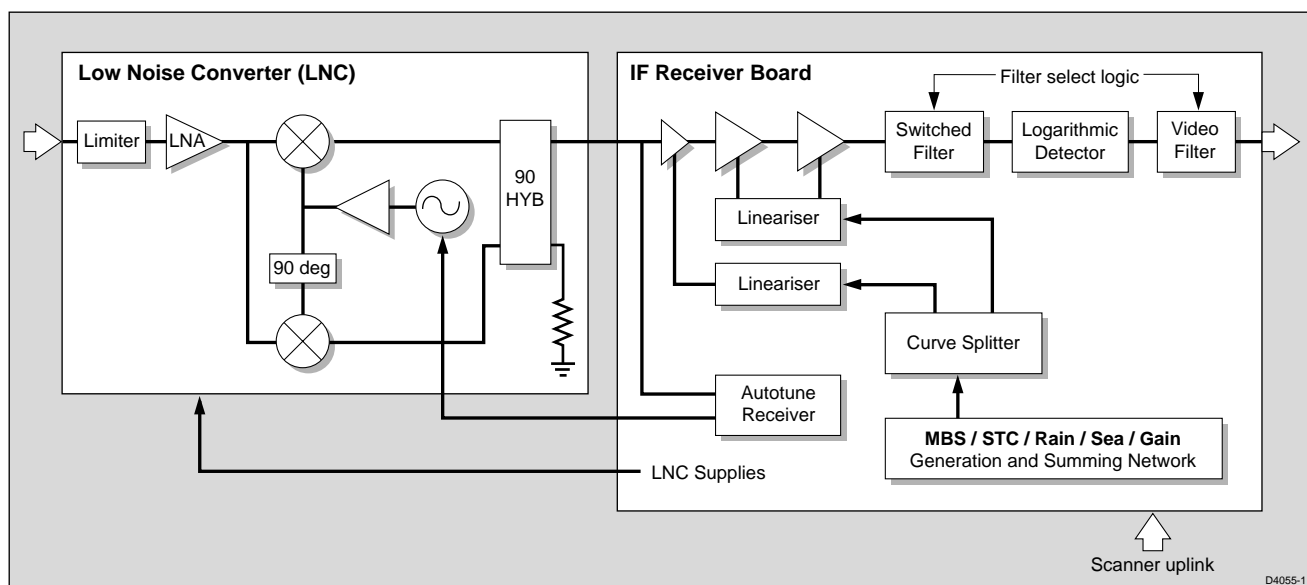 Low Noise Converter (LNC)
IF Receiver Board
Filter select logic
Limiter
LNA
90
HYB
Switched
Filter
Logarithmic
Detector
Video
Filter
Lineariser
90 deg
Lineariser
Curve Splitter
Autotune
Receiver
MBS / STC / Rain / Sea / Gain
Generation and Summing Network
LNC Supplies
Scanner uplink
D4055-1